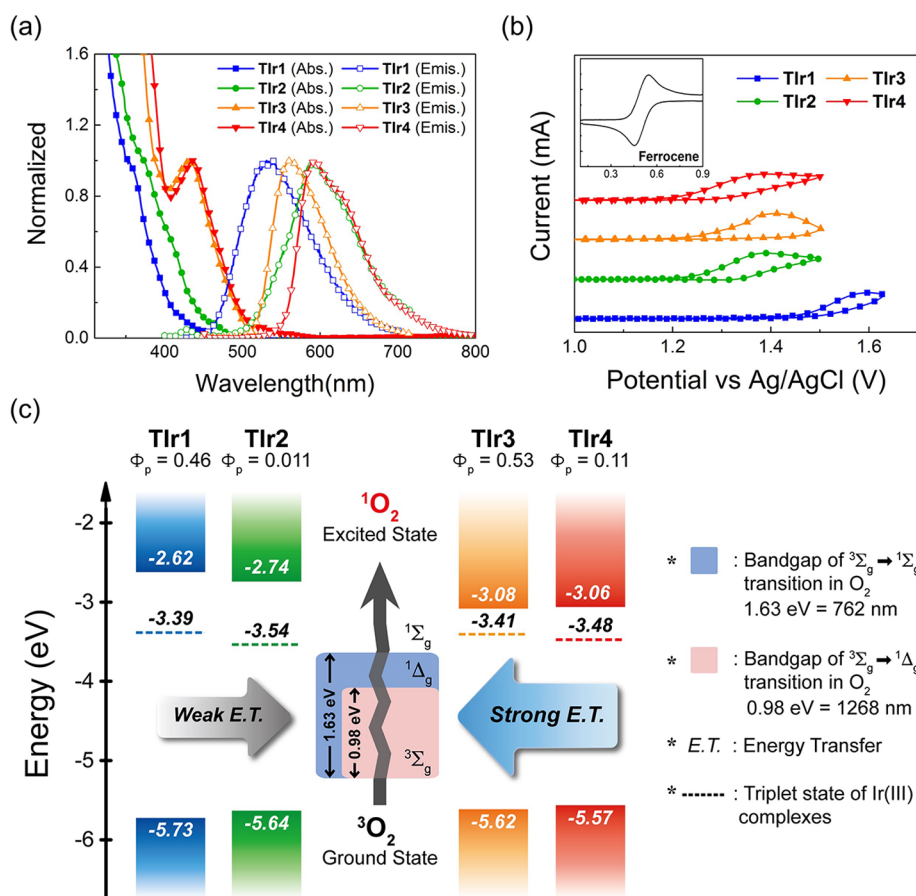 (a)
1.6
1.2
0.8
0.4
0.0
Normalized
TIr1 (Abs.)
TIr2 (Abs.)
TIr3 (Abs.)
TIr4 (Abs.)
TIr1 (Emis.)
TIr2 (Emis.)
TIr3 (Emis.)
TIr4 (Emis.)
400 500 600 700 800
Wavelength(nm)
(b)
Current (mA)
Ferrocene
0.3 0.6 0.9
TIr1
TIr2
TIr3
TIr4
1.0 1.2 1.4 1.6
Potential vs Ag/AgCl (V)
(c)
Energy (eV)
-2
-3
-4
-5
-6
TIr1
Φp = 0.46
-2.62
-3.39
-5.73
TIr2
Φp = 0.011
-2.74
-3.54
-5.64
Weak E.T.
¹O₂
Excited State
¹Σg
¹Δg
1.63 eV
0.98 eV
³Σg
³O₂
Ground State
TIr3
Φp = 0.53
-3.08
-3.41
-5.62
TIr4
Φp = 0.11
-3.06
-3.48
-5.57
Strong E.T.
* : Bandgap of ³Σg ➞ ¹Σg
transition in O₂
1.63 eV = 762 nm
* : Bandgap of ³Σg ➞ ¹Δg
transition in O₂
0.98 eV = 1268 nm
* E.T. : Energy Transfer
* ------ : Triplet state of Ir(III)
complexes